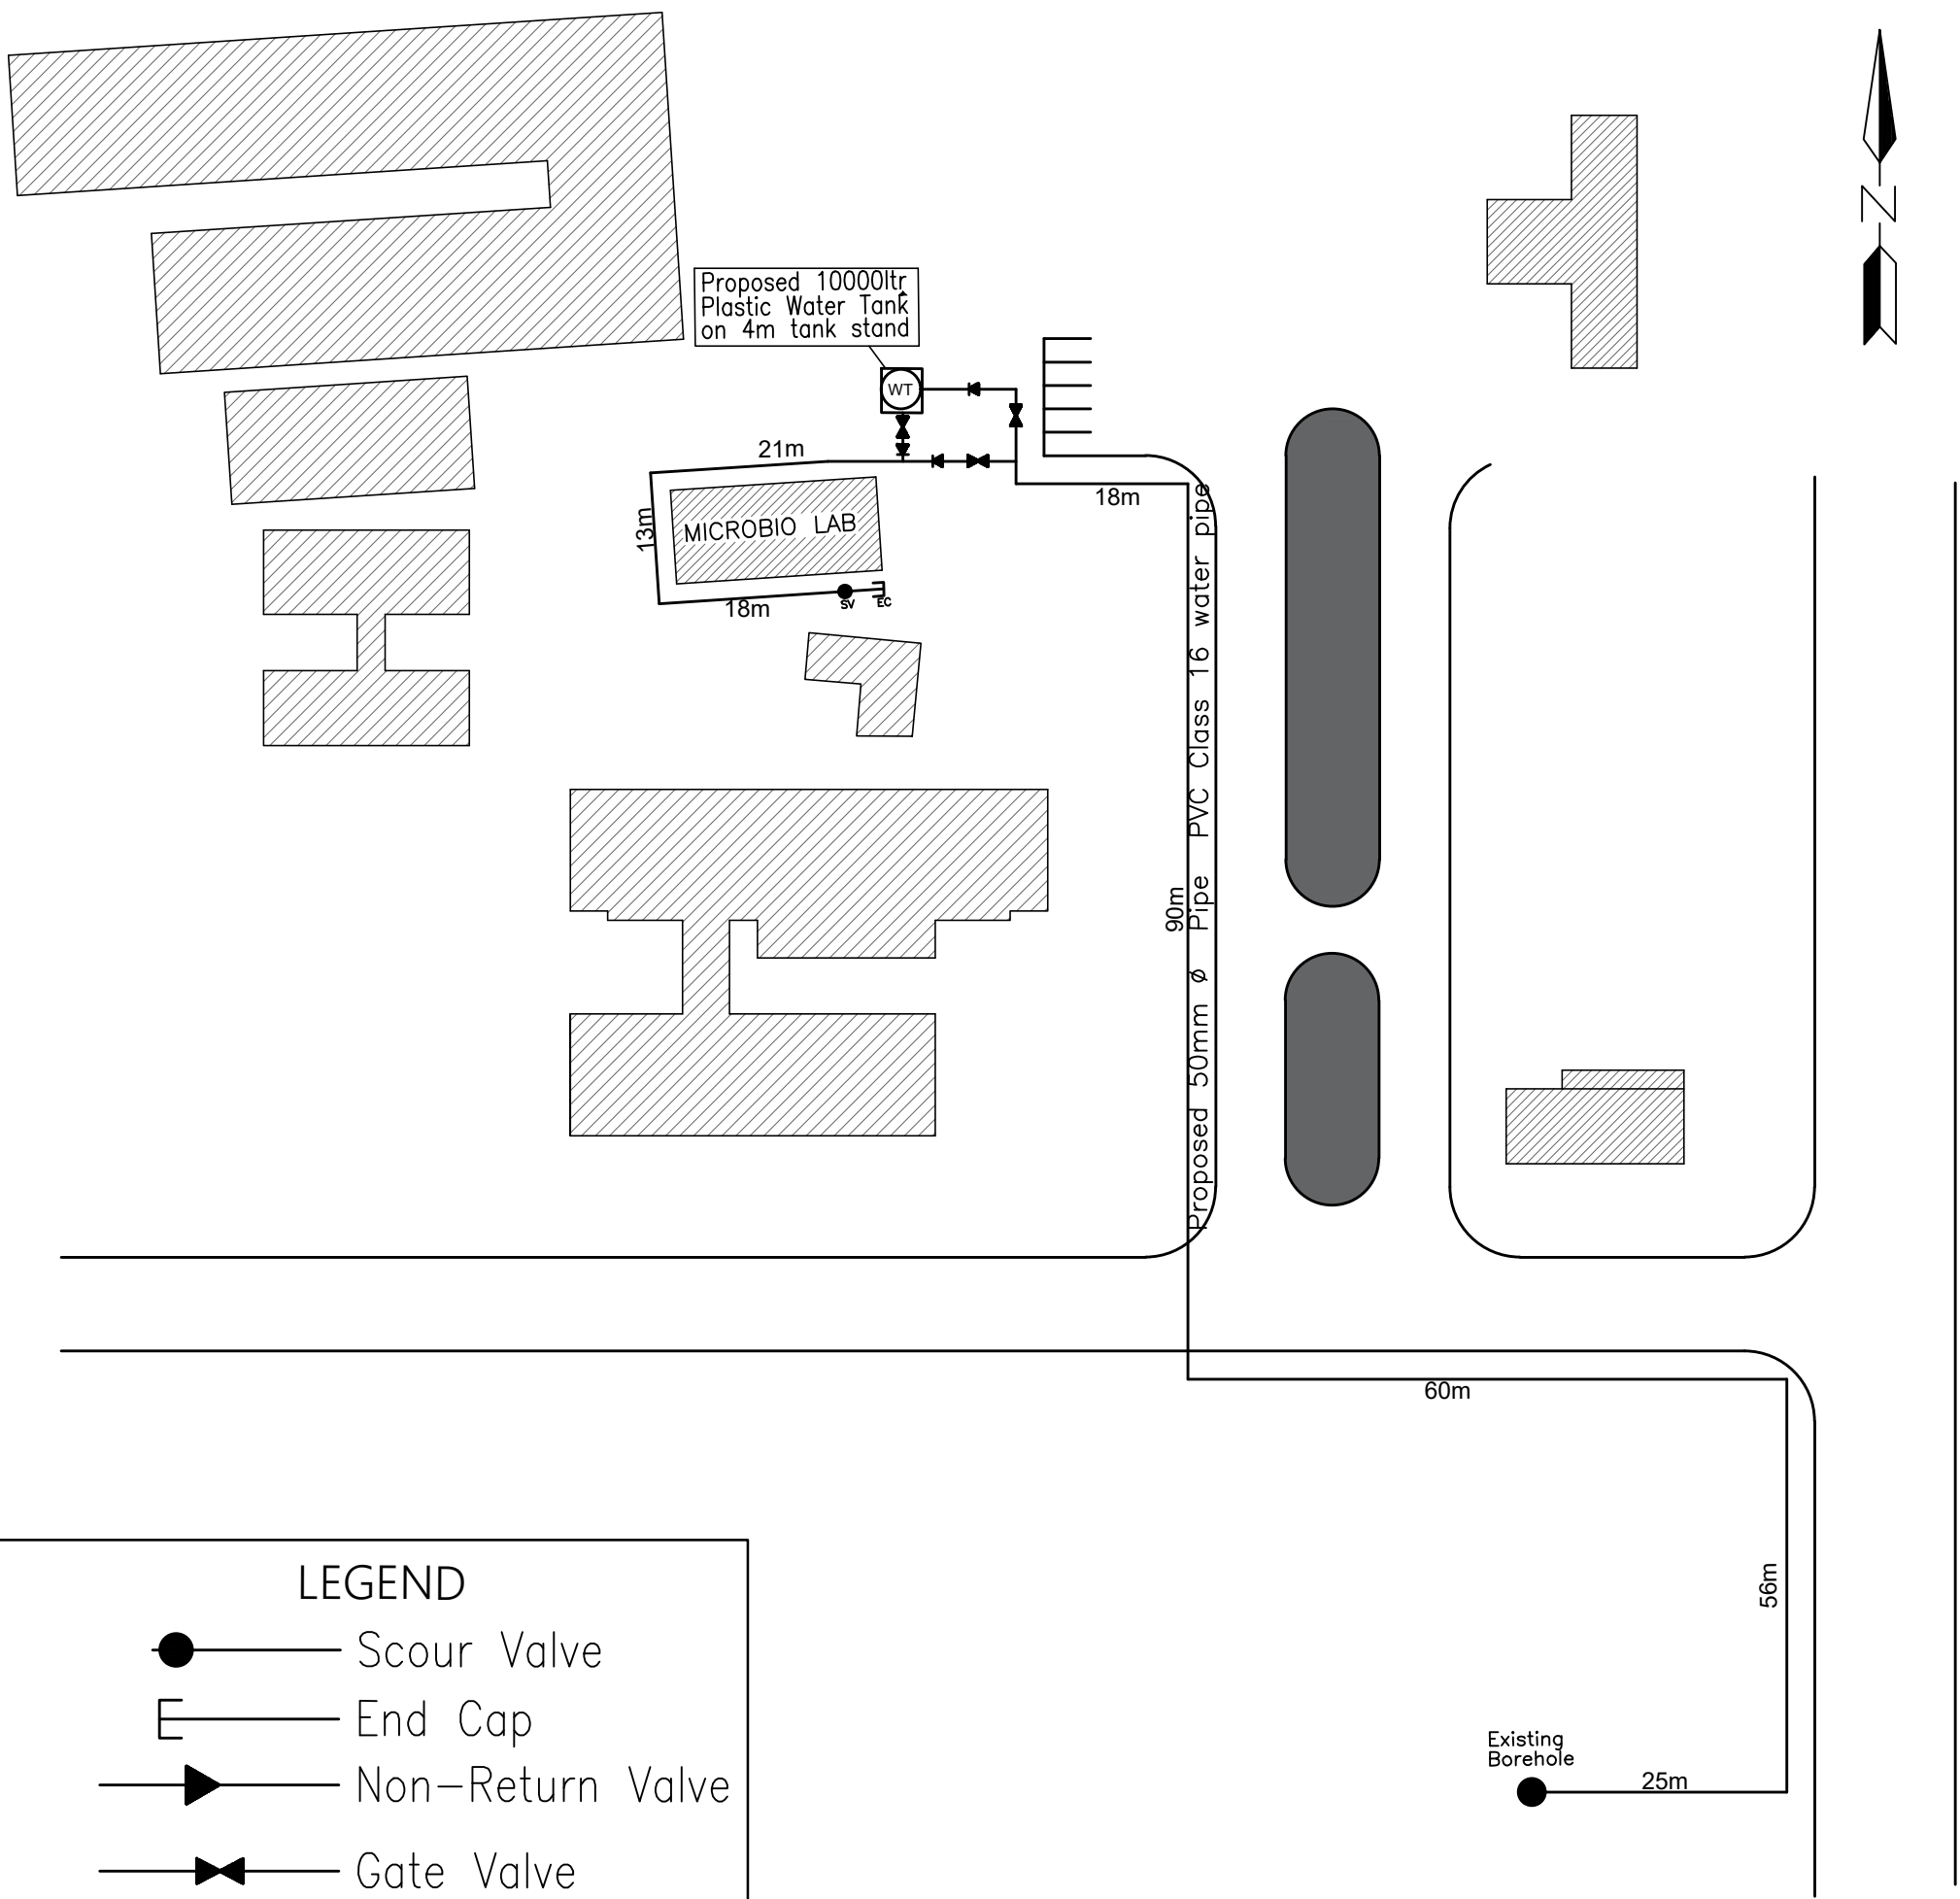 N
Proposed 10000ltr
Plastic Water Tank
on 4m tank stand
WT
21m
18m
13m
MICROBIO LAB
18m
SV
EC
Proposed 50mm ø Pipe PVC Class 16 water pipe
90m
60m
56m
Existing
Borehole
25m
LEGEND
Scour Valve
End Cap
Non-Return Valve
Gate Valve